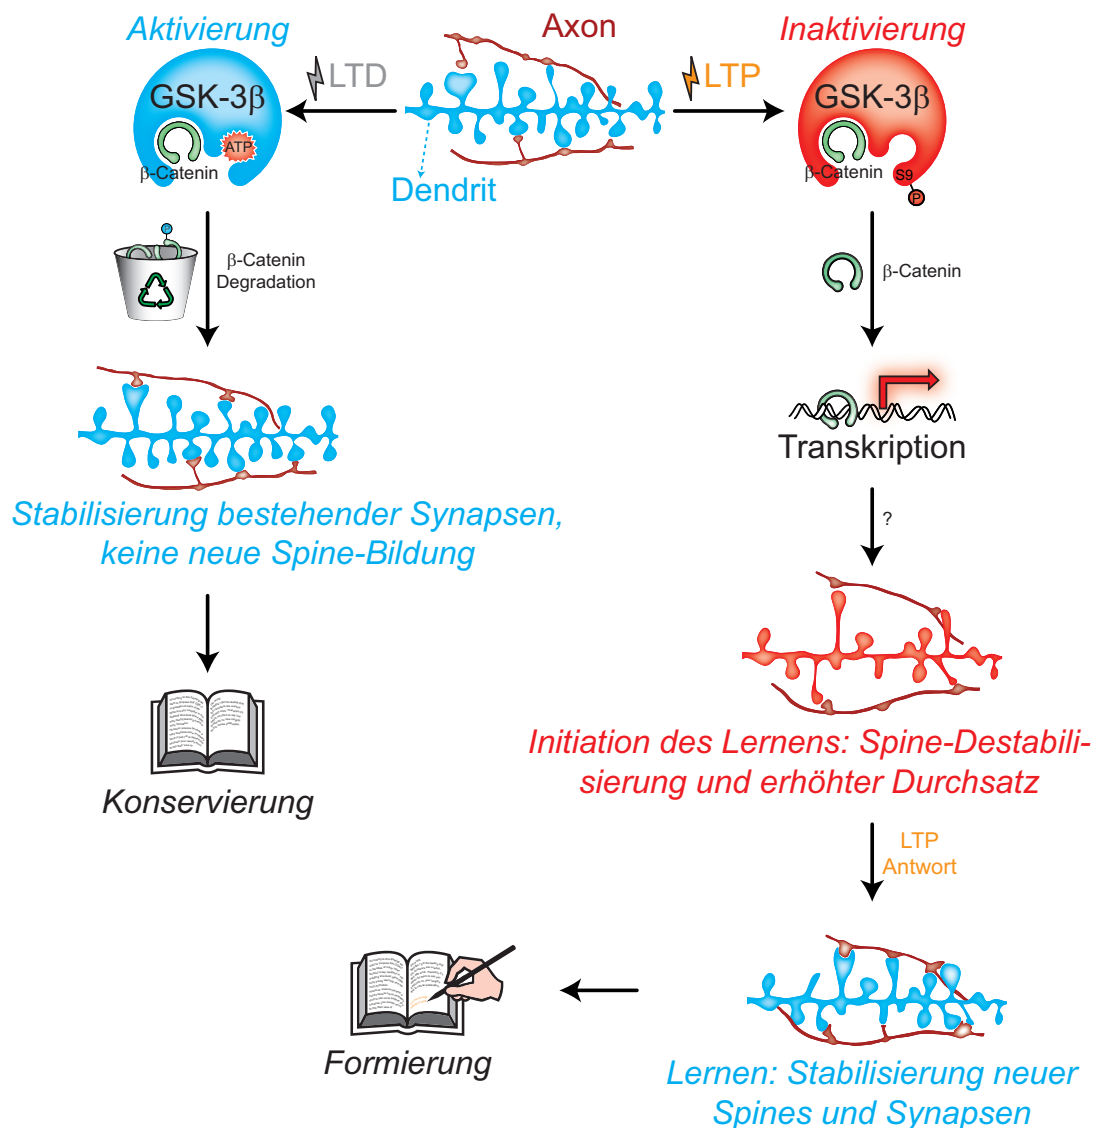 Aktivierung
Axon
Inaktivierung
LTD
LTP
GSK-3β
GSK-3β
ATP
β-Catenin
β-Catenin
S9
P
Dendrit
P
β-Catenin
Degradation
β-Catenin
Transkription
Stabilisierung bestehender Synapsen,
keine neue Spine-Bildung
?
Konservierung
Initiation des Lernens: Spine-Destabili-
sierung und erhöhter Durchsatz
LTP
Antwort
Formierung
Lernen: Stabilisierung neuer
Spines und Synapsen